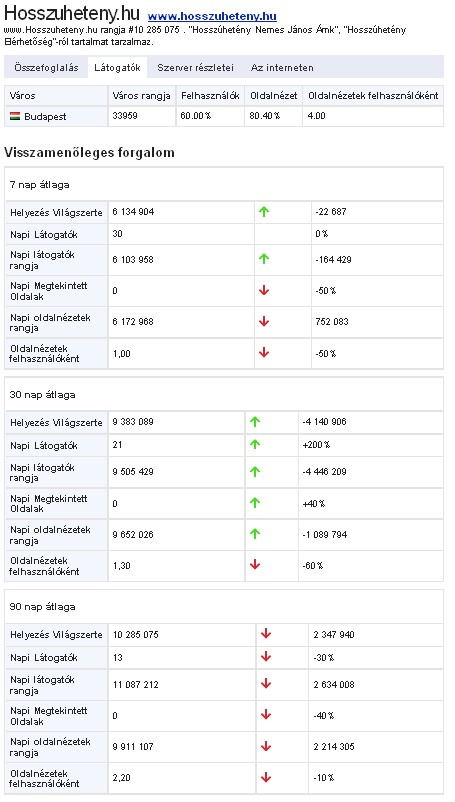 Hosszuheteny.hu www.Hosszuheteny.hu
www.Hosszuheteny.hu rangja #10 285 075 . "Hosszúhetény Nemes János Ámk", "Hosszúhetény
Elérhetőség"-ról tartalmat tarzalmaz.
Összefoglalás Látogatók Szerver részletei Az interneten
Város Város rangja Felhasználók Oldalnézet Oldalnézetek felhasználóként
Budapest 33959 60.00% 80.40% 4.00
Visszamenőleges forgalom
7 nap átlaga
Helyezés Világszerte 6 134 904 -22 687
Napi Látogatók 30 0%
Napi látogatók
rangja 6 103 958 -164 429
Napi Megtekintett
Oldalak 0 -50%
Napi oldalnézetek
rangja 6 172 968 752 083
Oldalnézetek
felhasználóként 1,00 -50%
30 nap átlaga
Helyezés Világszerte 9 383 089 -4 140 906
Napi Látogatók 21 +200%
Napi látogatók
rangja 9 505 429 -4 446 209
Napi Megtekintett
Oldalak 0 +40%
Napi oldalnézetek
rangja 9 652 026 -1 089 794
Oldalnézetek
felhasználóként 1,30 -60%
90 nap átlaga
Helyezés Világszerte 10 285 075 2 347 940
Napi Látogatók 13 -30%
Napi látogatók
rangja 11 087 212 2 634 008
Napi Megtekintett
Oldalak 0 -40%
Napi oldalnézetek
rangja 9 911 107 2 214 305
Oldalnézetek
felhasználóként 2,20 -10%